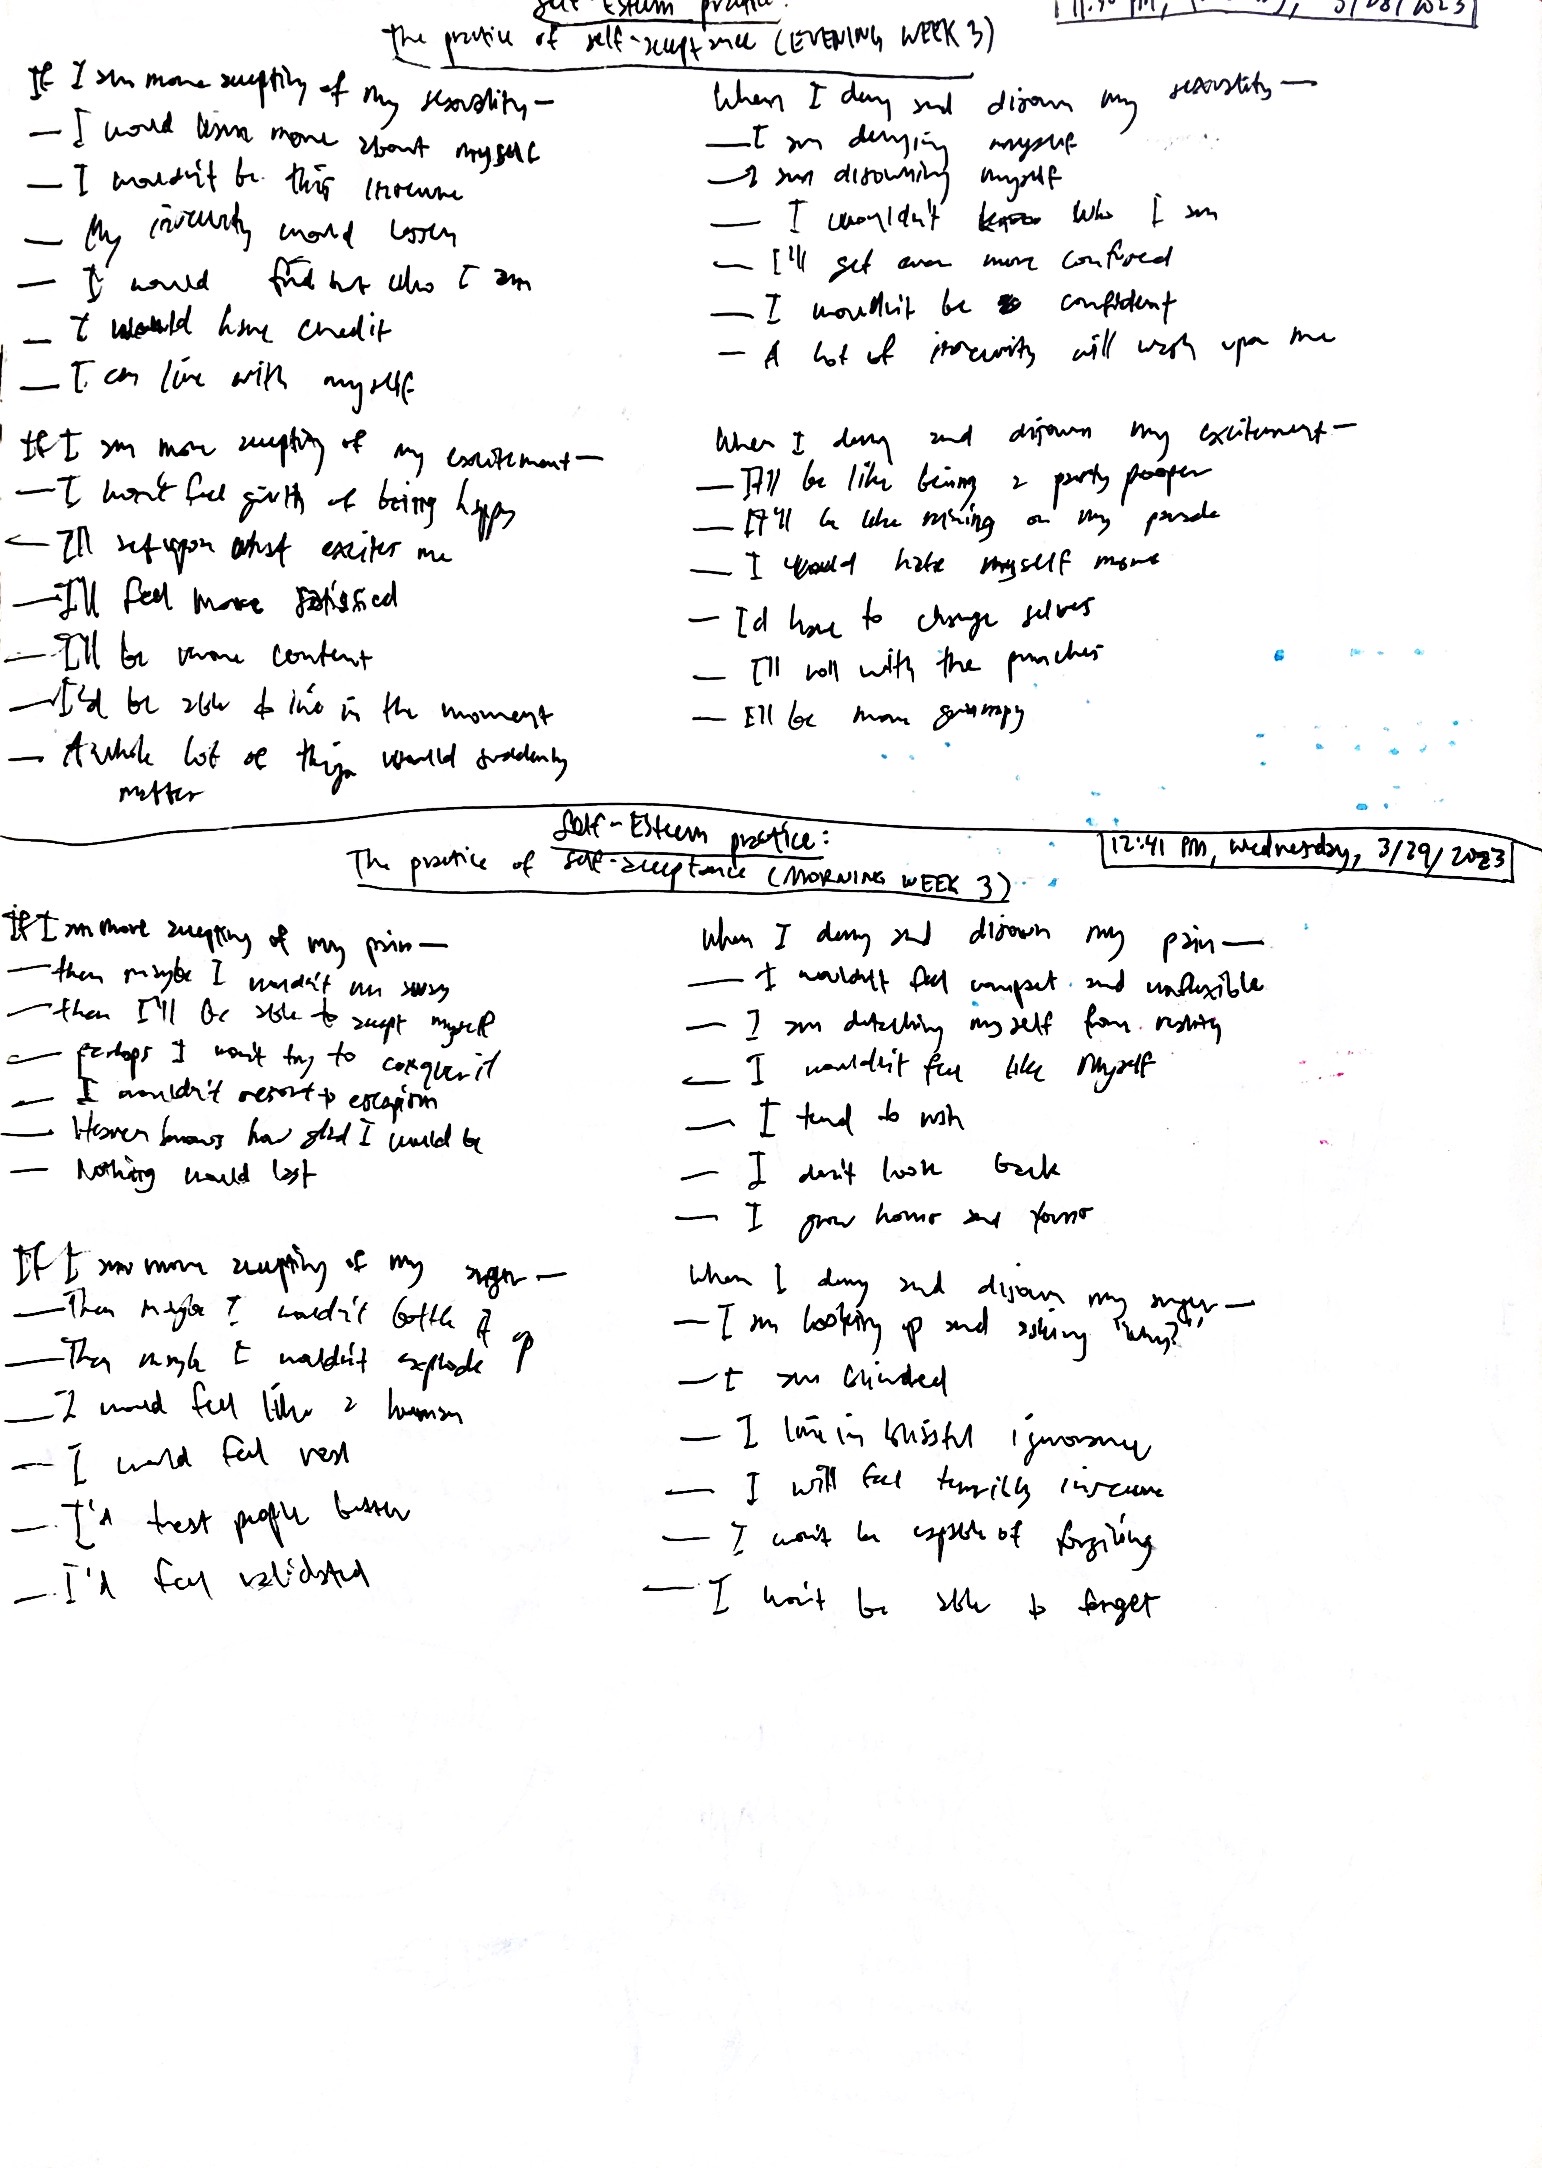 Self-Esteem practice:
The practice of self-acceptance (EVENING WEEK 3)
If I am more accepting of my sexuality—
— I would learn more about myself
— I wouldn't be this insecure
— My insecurity would lessen
— I would find out who I am
— I would have credit
— I can live with myself
When I deny and disown my sexuality—
— I am denying myself
— I am disowning myself
— I wouldn't know who I am
— I'll get even more confused
— I wouldn't be confident
— A lot of insecurity will wash upon me
If I am more accepting of my excitement—
— I won't feel guilty of being happy
— I'll set upon what excites me
— I'll feel more satisfied
— I'll be more content
— I'd be able to live in the moment
— A whole lot of things would suddenly
matter
When I deny and disown my excitement—
— It'll be like being a party pooper
— It'll be like raining on my parade
— I would hate myself more
— I'd have to change selves
— I'll roll with the punches
— I'll be more grumpy
Self-Esteem practice:
12:41 PM, Wednesday, 3/29/2023
The practice of self-acceptance (MORNING WEEK 3)
If I am more accepting of my pain—
— then maybe I wouldn't run away
— then I'll be able to accept myself
— Perhaps I won't try to conquer it
— I wouldn't resort to escapism
— Heaven knows how glad I would be
— Nothing would last
When I deny and disown my pain—
— I wouldn't feel and inflexible
— I am detaching myself from reality
— I wouldn't feel like myself
— I tend to
— I don't look back
— I grow and
If I am more accepting of my anger—
— Then maybe I wouldn't bottle it up
— Then maybe I wouldn't explode
— I would feel like a human
— I would feel real
— I'd treat people better
— I'd feel validated
When I deny and disown my anger—
— I am looking up and asking "why?"
— I am blinded
— I live in blissful ignorance
— I will feel terribly insecure
— I won't be capable of forgiving
— I won't be able to forget